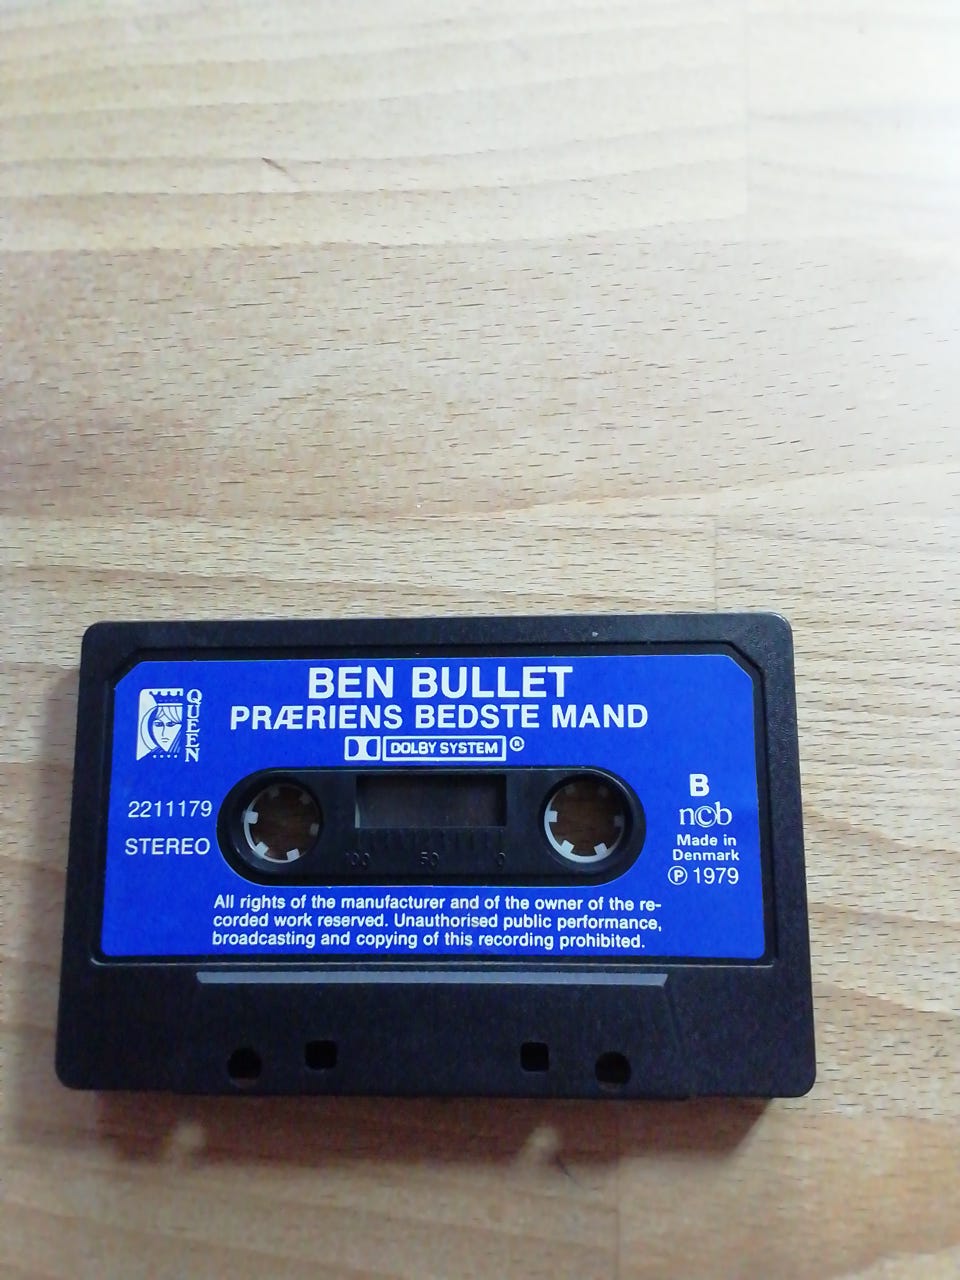 BEN BULLET
PRÆRIENS BEDSTE MAND
DOLBY SYSTEM ®
QUEEN
2211179
STEREO
B
ncb
Made in
Denmark
℗ 1979
100 50 0
All rights of the manufacturer and of the owner of the re-
corded work reserved. Unauthorised public performance,
broadcasting and copying of this recording prohibited.